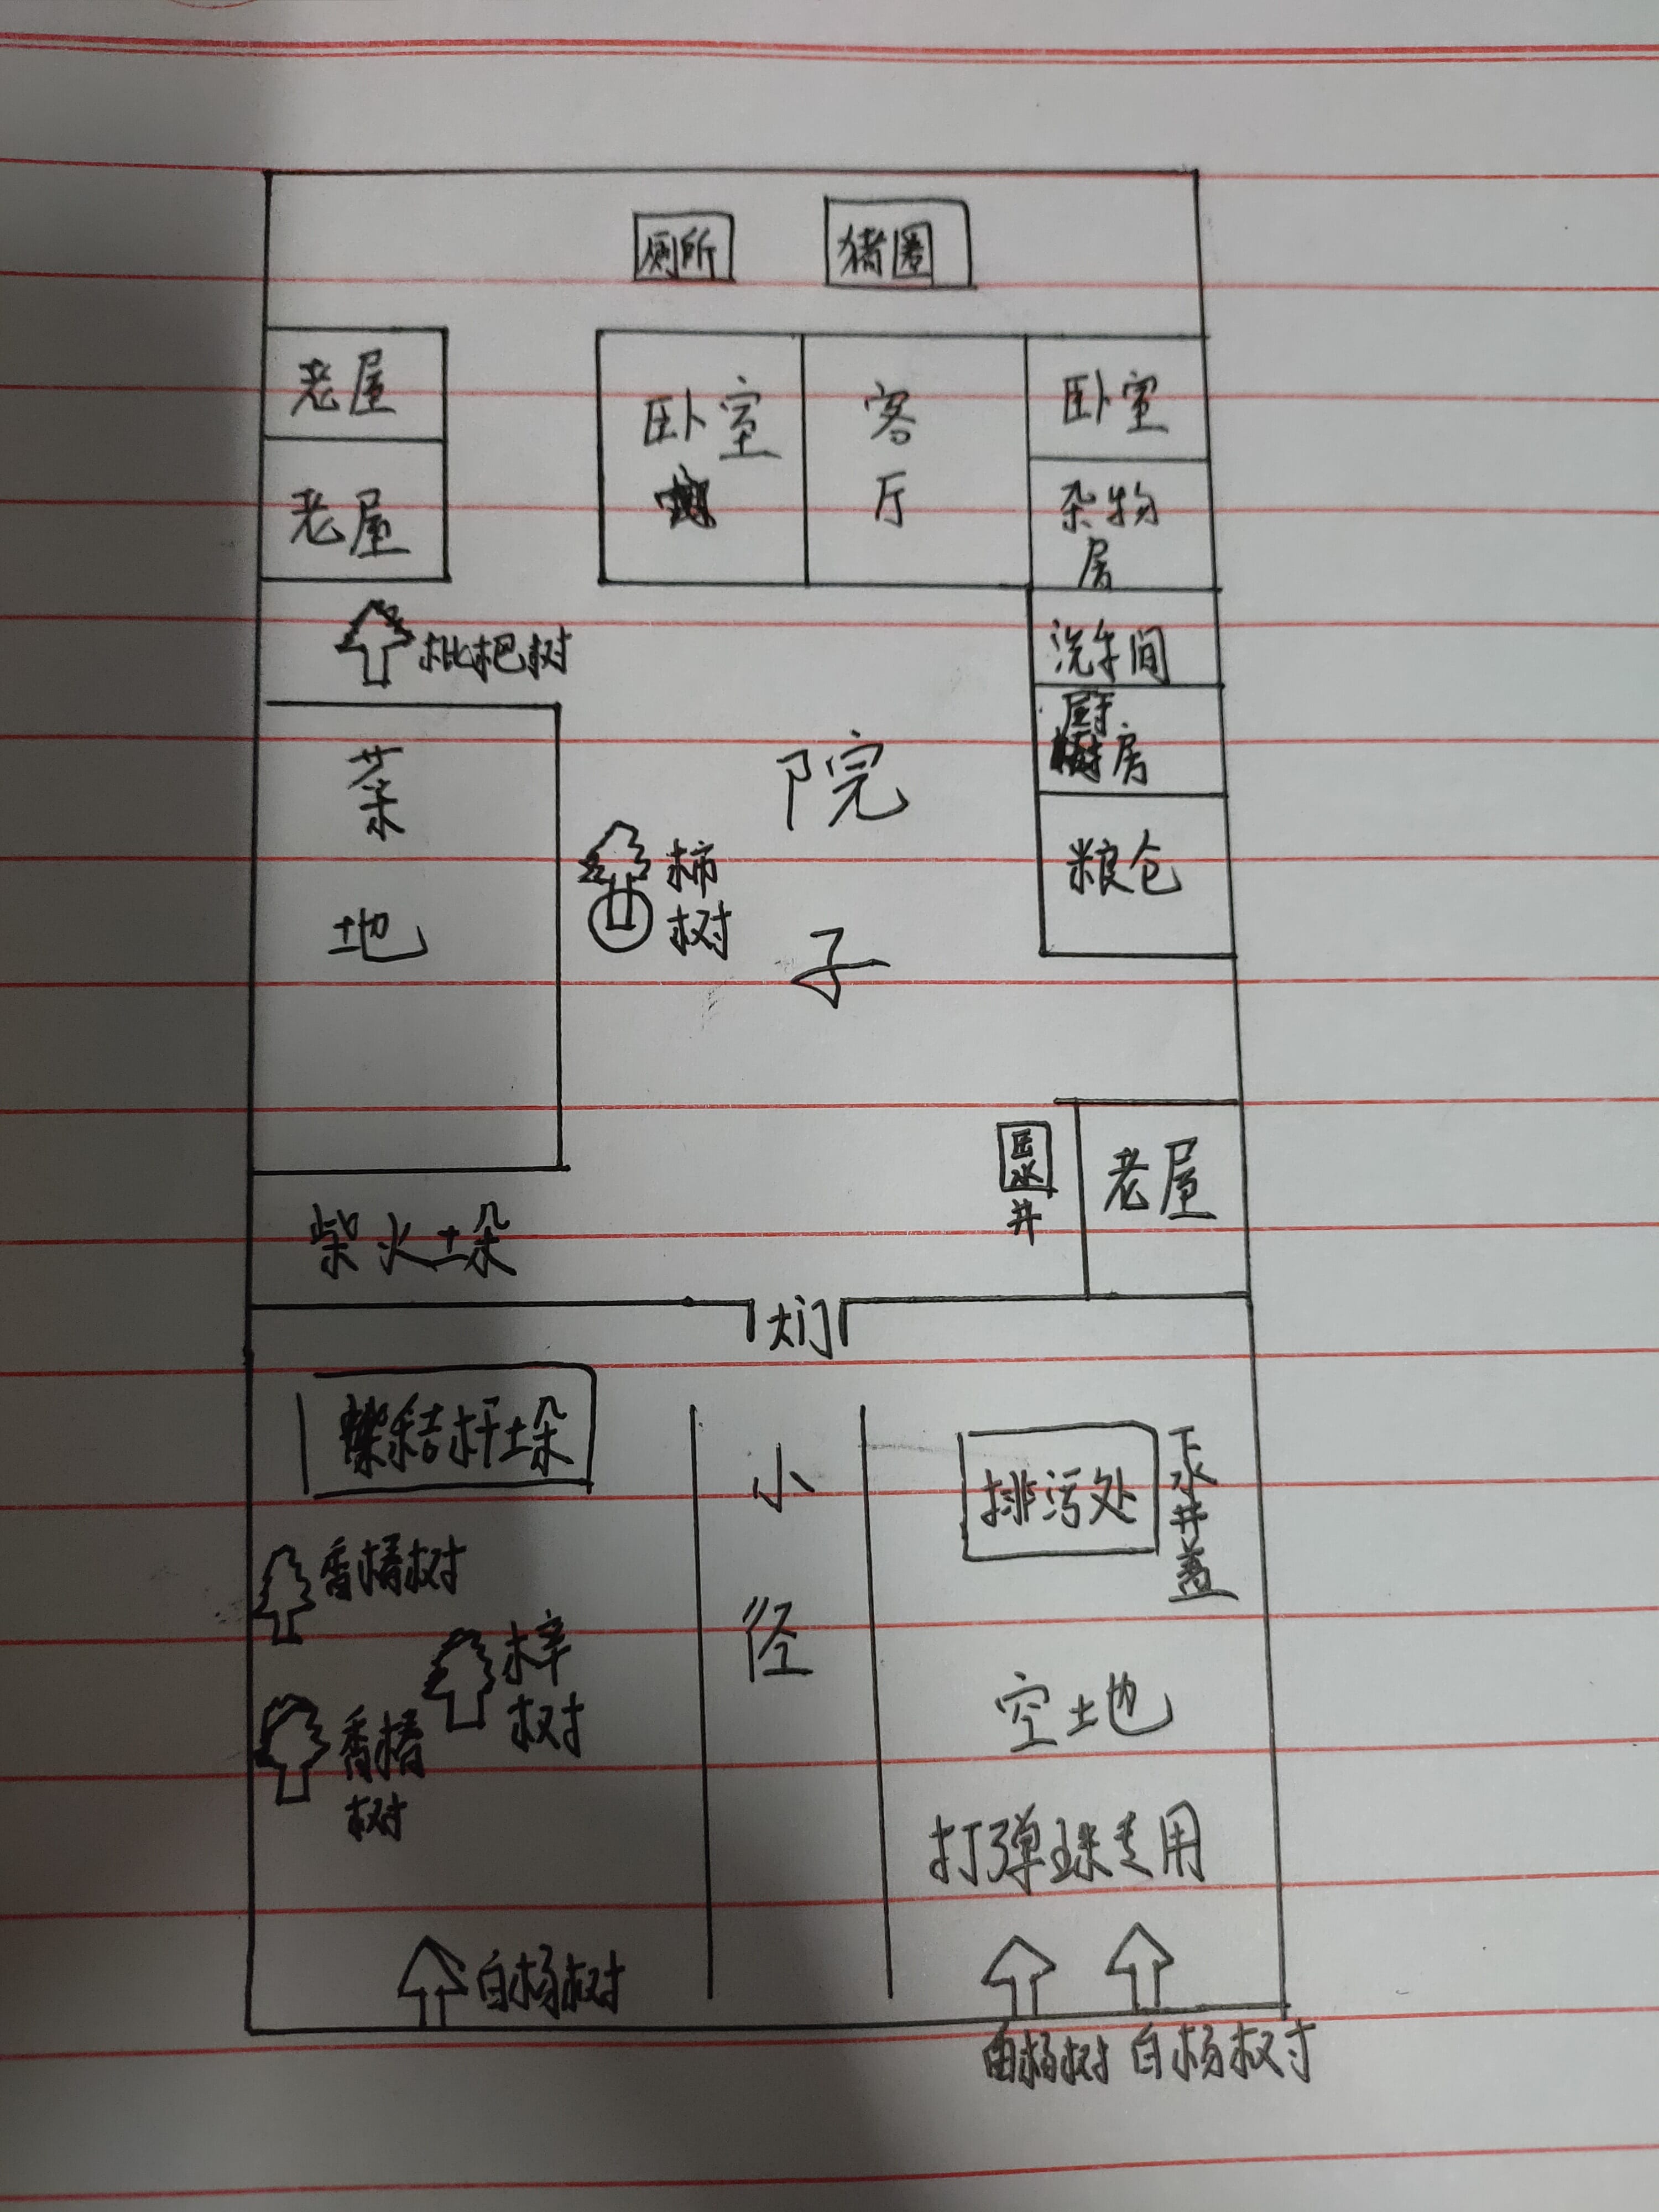 厕所
猪圈
老屋
卧室
客厅
卧室
老屋
杂物房
枇杷树
洗车间
厨房
菜地
院子
柿树
粮仓
压水井
老屋
柴火垛
大门
秸杆垛
小径
排污处
下水井盖
香椿树
梓树
香椿树
空地
打弹珠专用
白杨树
白杨树
白杨树